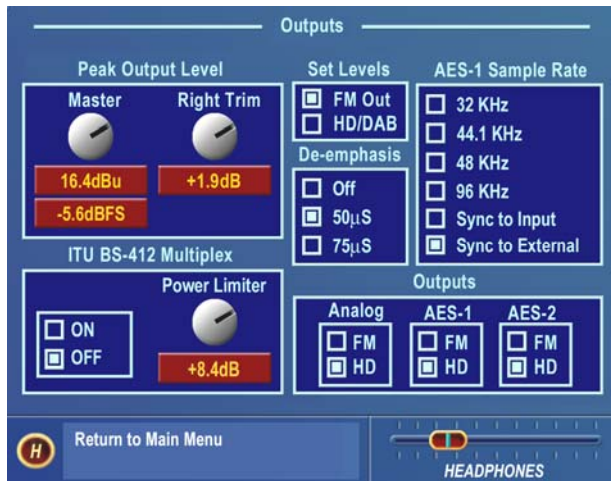 Outputs
Peak Output Level
Master
Right Trim
16.4dBu
+1.9dB
-5.6dBFS
Set Levels
FM Out
HD/DAB
De-emphasis
Off
50µS
75µS
AES-1 Sample Rate
32 KHz
44.1 KHz
48 KHz
96 KHz
Sync to Input
Sync to External
ITU BS-412 Multiplex
ON
OFF
Power Limiter
+8.4dB
Outputs
Analog
FM
HD
AES-1
FM
HD
AES-2
FM
HD
H
Return to Main Menu
HEADPHONES